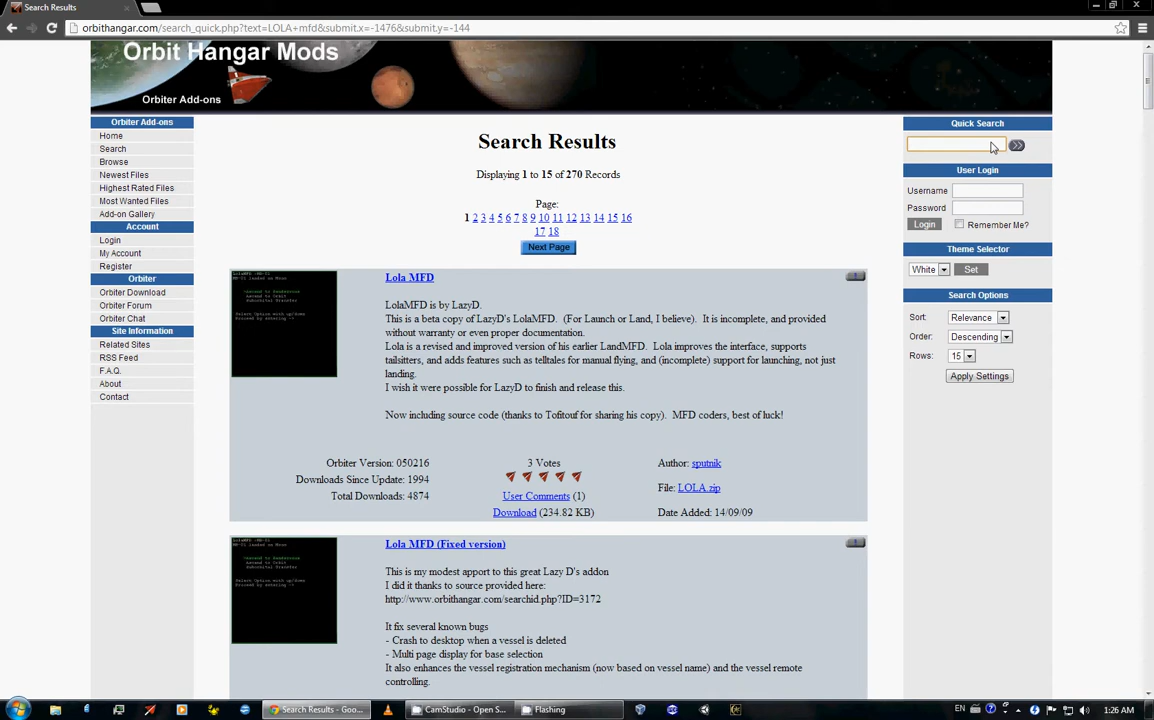 Search Results
orbithangar.com/search_quick.php?text=LOLA+mfd&submit.x=-1476&submit.y=-144
Orbit Hangar Mods
Orbiter Add-ons
Orbiter Add-ons
Home
Search
Browse
Newest Files
Highest Rated Files
Most Wanted Files
Add-on Gallery
Account
Login
My Account
Register
Orbiter
Orbiter Download
Orbiter Forum
Orbiter Chat
Site Information
Related Sites
RSS Feed
F.A.Q.
About
Contact
Search Results
Displaying 1 to 15 of 270 Records
Page:
1 2 3 4 5 6 7 8 9 10 11 12 13 14 15 16
17 18
Next Page
Lola MFD
LolaMFD is by LazyD.
This is a beta copy of LazyD's LolaMFD. (For Launch or Land, I believe). It is incomplete, and provided
without warranty or even proper documentation.
Lola is a revised and improved version of his earlier LandMFD. Lola improves the interface, supports
tailsitters, and adds features such as telltales for manual flying, and (incomplete) support for launching, not just
landing.
I wish it were possible for LazyD to finish and release this.
Now including source code (thanks to Tofitouf for sharing his copy). MFD coders, best of luck!
Orbiter Version: 050216
Downloads Since Update: 1994
Total Downloads: 4874
3 Votes
User Comments (1)
Download (234.82 KB)
Author: sputnik
File: LOLA.zip
Date Added: 14/09/09
Lola MFD (Fixed version)
This is my modest apport to this great Lazy D's addon
I did it thanks to source provided here:
http://www.orbithangar.com/searchid.php?ID=3172
It fix several known bugs
- Crash to desktop when a vessel is deleted
- Multi page display for base selection
It also enhances the vessel registration mechanism (now based on vessel name) and the vessel remote
controlling.
Quick Search
User Login
Username
Password
Login
Remember Me?
Theme Selector
White
Set
Search Options
Sort: Relevance
Order: Descending
Rows: 15
Apply Settings
Search Results - Goo...
CamStudio - Open S...
Flashing
EN
1:26 AM